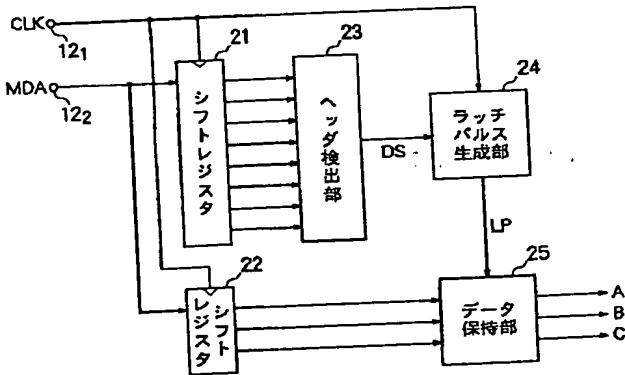 CLK
12₁
MDA
12₂
21
シフトレジスタ
23
ヘッダ検出部
DS
24
ラッチ
パルス
生成部
LP
22
シフト
レジスタ
25
データ
保持部
A
B
C